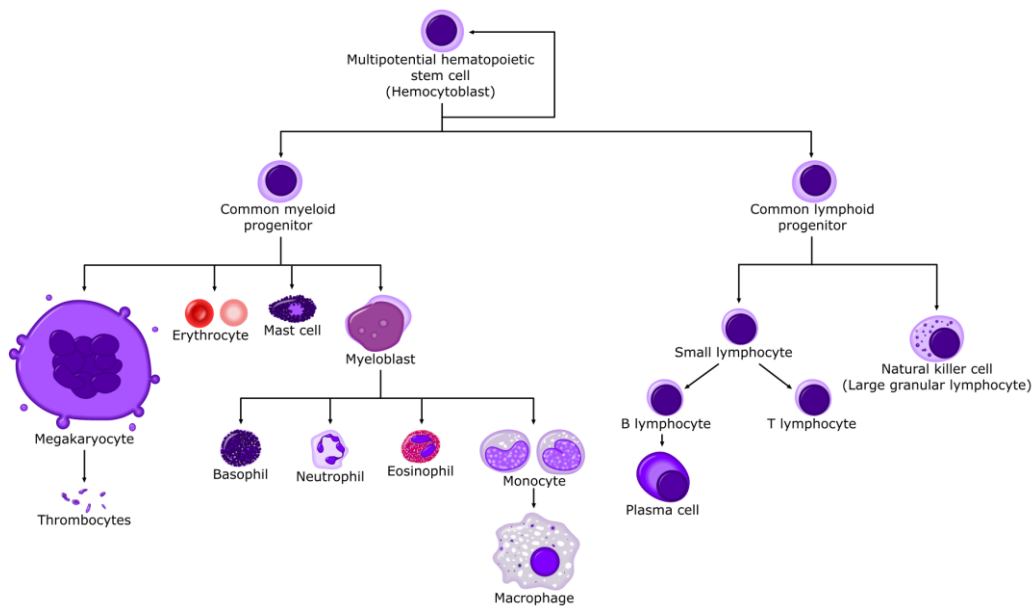 Multipotential hematopoietic
stem cell
(Hemocytoblast)
Common myeloid
progenitor
Common lymphoid
progenitor
Erythrocyte
Mast cell
Myeloblast
Small lymphocyte
Natural killer cell
(Large granular lymphocyte)
Megakaryocyte
B lymphocyte
T lymphocyte
Basophil
Neutrophil
Eosinophil
Monocyte
Plasma cell
Thrombocytes
Macrophage